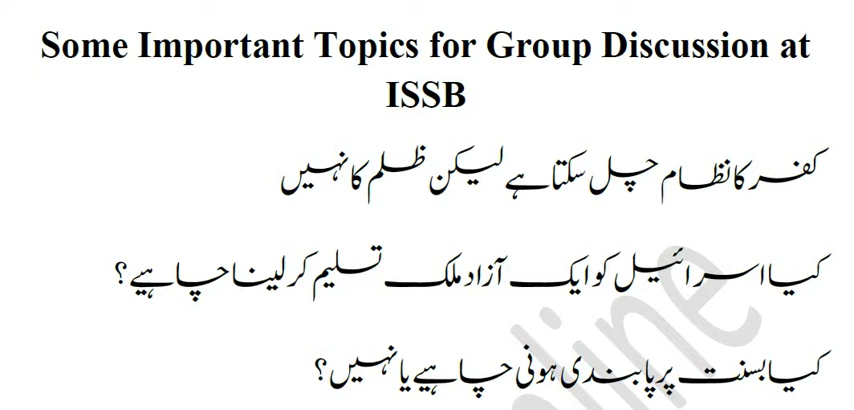 Some Important Topics for Group Discussion at
ISSB
کفر کا نظام چل سکتا ہے لیکن ظلم کا نہیں
کیا اسرائیل کو ایک آزاد ملک تسلیم کر لینا چاہیے؟
کیا بسنت پر پابندی ہونی چاہیے یا نہیں؟
nline